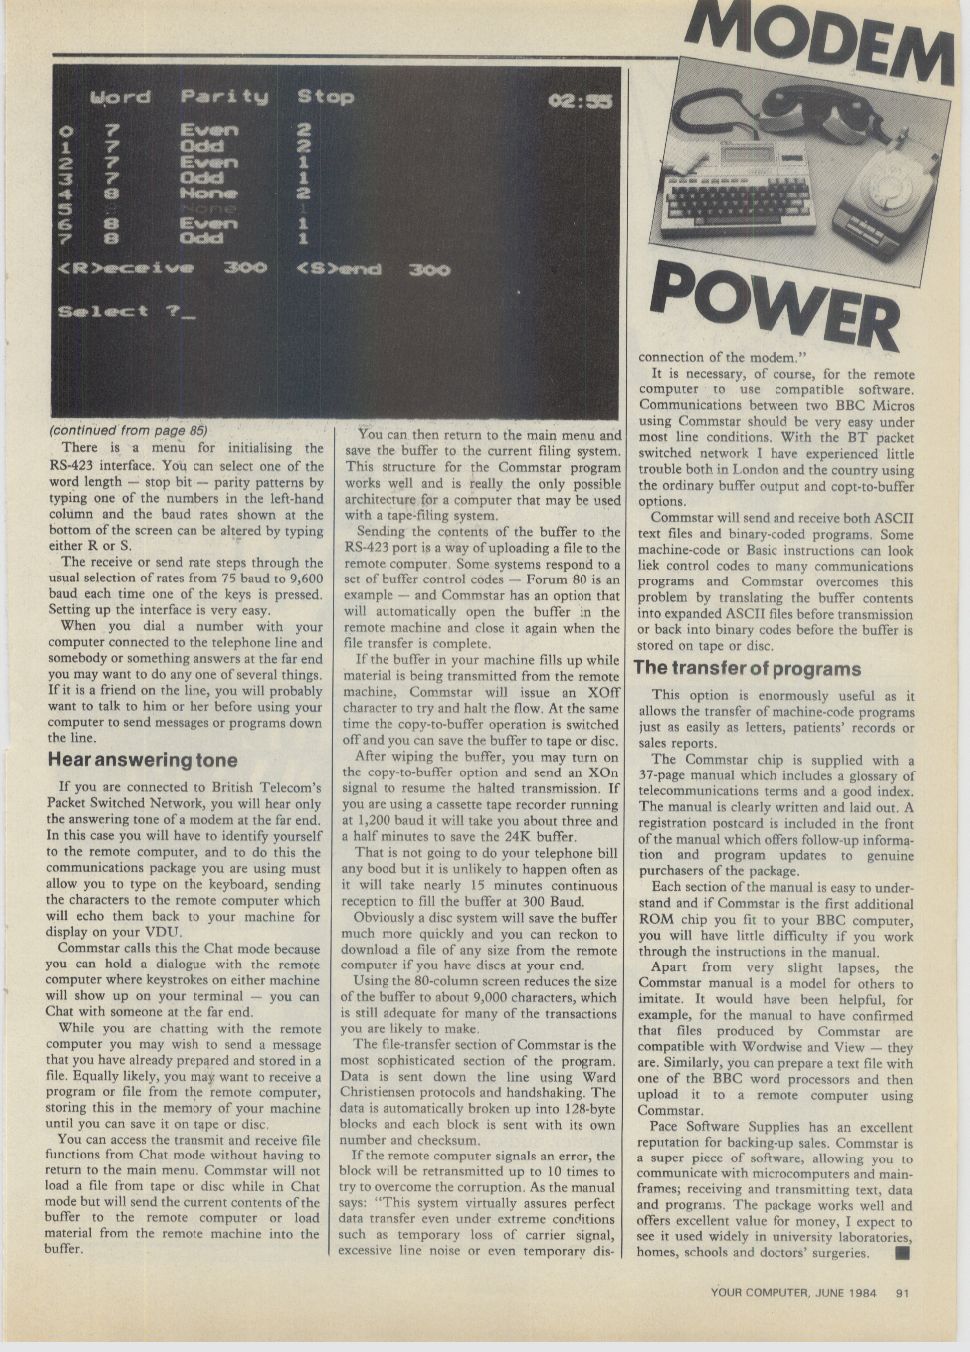 MODEM
POWER
Word Parity Stop 02:55
0 7 Even 2
1 7 Odd 2
2 7 Even 1
3 7 Odd 1
4 8 None 2
5 None
6 8 Even 1
7 8 Odd 1
<R>eceive 300 <S>end 300
Select ?_
(continued from page 85)
There is a menu for initialising the
RS-423 interface. You can select one of the
word length — stop bit — parity patterns by
typing one of the numbers in the left-hand
column and the baud rates shown at the
bottom of the screen can be altered by typing
either R or S.
The receive or send rate steps through the
usual selection of rates from 75 baud to 9,600
baud each time one of the keys is pressed.
Setting up the interface is very easy.
When you dial a number with your
computer connected to the telephone line and
somebody or something answers at the far end
you may want to do any one of several things.
If it is a friend on the line, you will probably
want to talk to him or her before using your
computer to send messages or programs down
the line.
Hear answering tone
If you are connected to British Telecom's
Packet Switched Network, you will hear only
the answering tone of a modem at the far end.
In this case you will have to identify yourself
to the remote computer, and to do this the
communications package you are using must
allow you to type on the keyboard, sending
the characters to the remote computer which
will echo them back to your machine for
display on your VDU.
Commstar calls this the Chat mode because
you can hold a dialogue with the remote
computer where keystrokes on either machine
will show up on your terminal — you can
Chat with someone at the far end.
While you are chatting with the remote
computer you may wish to send a message
that you have already prepared and stored in a
file. Equally likely, you may want to receive a
program or file from the remote computer,
storing this in the memory of your machine
until you can save it on tape or disc.
You can access the transmit and receive file
functions from Chat mode without having to
return to the main menu. Commstar will not
load a file from tape or disc while in Chat
mode but will send the current contents of the
buffer to the remote computer or load
material from the remote machine into the
buffer.
You can then return to the main menu and
save the buffer to the current filing system.
This structure for the Commstar program
works well and is really the only possible
architecture for a computer that may be used
with a tape-filing system.
Sending the contents of the buffer to the
RS-423 port is a way of uploading a file to the
remote computer. Some systems respond to a
set of buffer control codes — Forum 80 is an
example — and Commstar has an option that
will automatically open the buffer in the
remote machine and close it again when the
file transfer is complete.
If the buffer in your machine fills up while
material is being transmitted from the remote
machine, Commstar will issue an XOff
character to try and halt the flow. At the same
time the copy-to-buffer operation is switched
off and you can save the buffer to tape or disc.
After wiping the buffer, you may turn on
the copy-to-buffer option and send an XOn
signal to resume the halted transmission. If
you are using a cassette tape recorder running
at 1,200 baud it will take you about three and
a half minutes to save the 24K buffer.
That is not going to do your telephone bill
any good but it is unlikely to happen often as
it will take nearly 15 minutes continuous
reception to fill the buffer at 300 Baud.
Obviously a disc system will save the buffer
much more quickly and you can reckon to
download a file of any size from the remote
computer if you have discs at your end.
Using the 80-column screen reduces the size
of the buffer to about 9,000 characters, which
is still adequate for many of the transactions
you are likely to make.
The file-transfer section of Commstar is the
most sophisticated section of the program.
Data is sent down the line using Ward
Christiensen protocols and handshaking. The
data is automatically broken up into 128-byte
blocks and each block is sent with its own
number and checksum.
If the remote computer signals an error, the
block will be retransmitted up to 10 times to
try to overcome the corruption. As the manual
says: "This system virtually assures perfect
data transfer even under extreme conditions
such as temporary loss of carrier signal,
excessive line noise or even temporary dis-
connection of the modem."
It is necessary, of course, for the remote
computer to use compatible software.
Communications between two BBC Micros
using Commstar should be very easy under
most line conditions. With the BT packet
switched network I have experienced little
trouble both in London and the country using
the ordinary buffer output and copt-to-buffer
options.
Commstar will send and receive both ASCII
text files and binary-coded programs. Some
machine-code or Basic instructions can look
liek control codes to many communications
programs and Commstar overcomes this
problem by translating the buffer contents
into expanded ASCII files before transmission
or back into binary codes before the buffer is
stored on tape or disc.
The transfer of programs
This option is enormously useful as it
allows the transfer of machine-code programs
just as easily as letters, patients' records or
sales reports.
The Commstar chip is supplied with a
37-page manual which includes a glossary of
telecommunications terms and a good index.
The manual is clearly written and laid out. A
registration postcard is included in the front
of the manual which offers follow-up informa-
tion and program updates to genuine
purchasers of the package.
Each section of the manual is easy to under-
stand and if Commstar is the first additional
ROM chip you fit to your BBC computer,
you will have little difficulty if you work
through the instructions in the manual.
Apart from very slight lapses, the
Commstar manual is a model for others to
imitate. It would have been helpful, for
example, for the manual to have confirmed
that files produced by Commstar are
compatible with Wordwise and View — they
are. Similarly, you can prepare a text file with
one of the BBC word processors and then
upload it to a remote computer using
Commstar.
Pace Software Supplies has an excellent
reputation for backing-up sales. Commstar is
a super piece of software, allowing you to
communicate with microcomputers and main-
frames; receiving and transmitting text, data
and programs. The package works well and
offers excellent value for money, I expect to
see it used widely in university laboratories,
homes, schools and doctors' surgeries.
YOUR COMPUTER, JUNE 1984 91